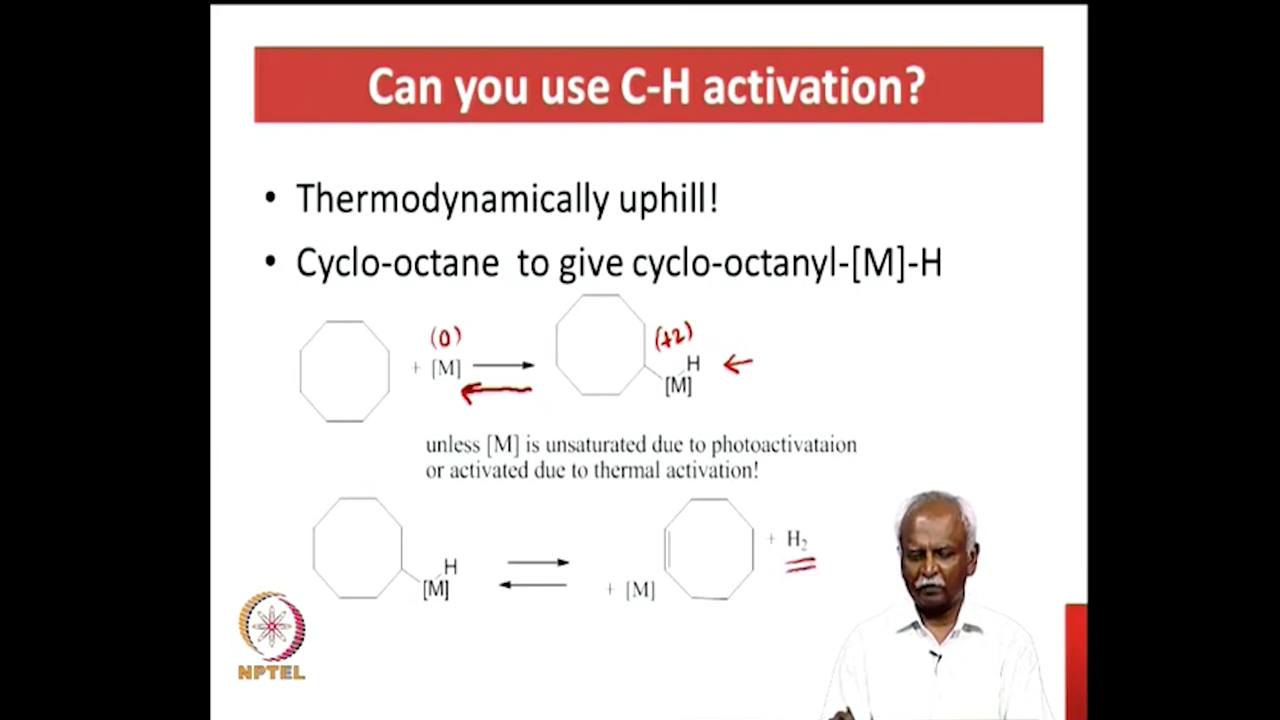 Can you use C-H activation?
• Thermodynamically uphill!
• Cyclo-octane to give cyclo-octanyl-[M]-H
(0)
(+2)
+ [M]
H
[M]
unless [M] is unsaturated due to photoactivataion
or activated due to thermal activation!
H
[M]
+ [M]
+ H₂
NPTEL